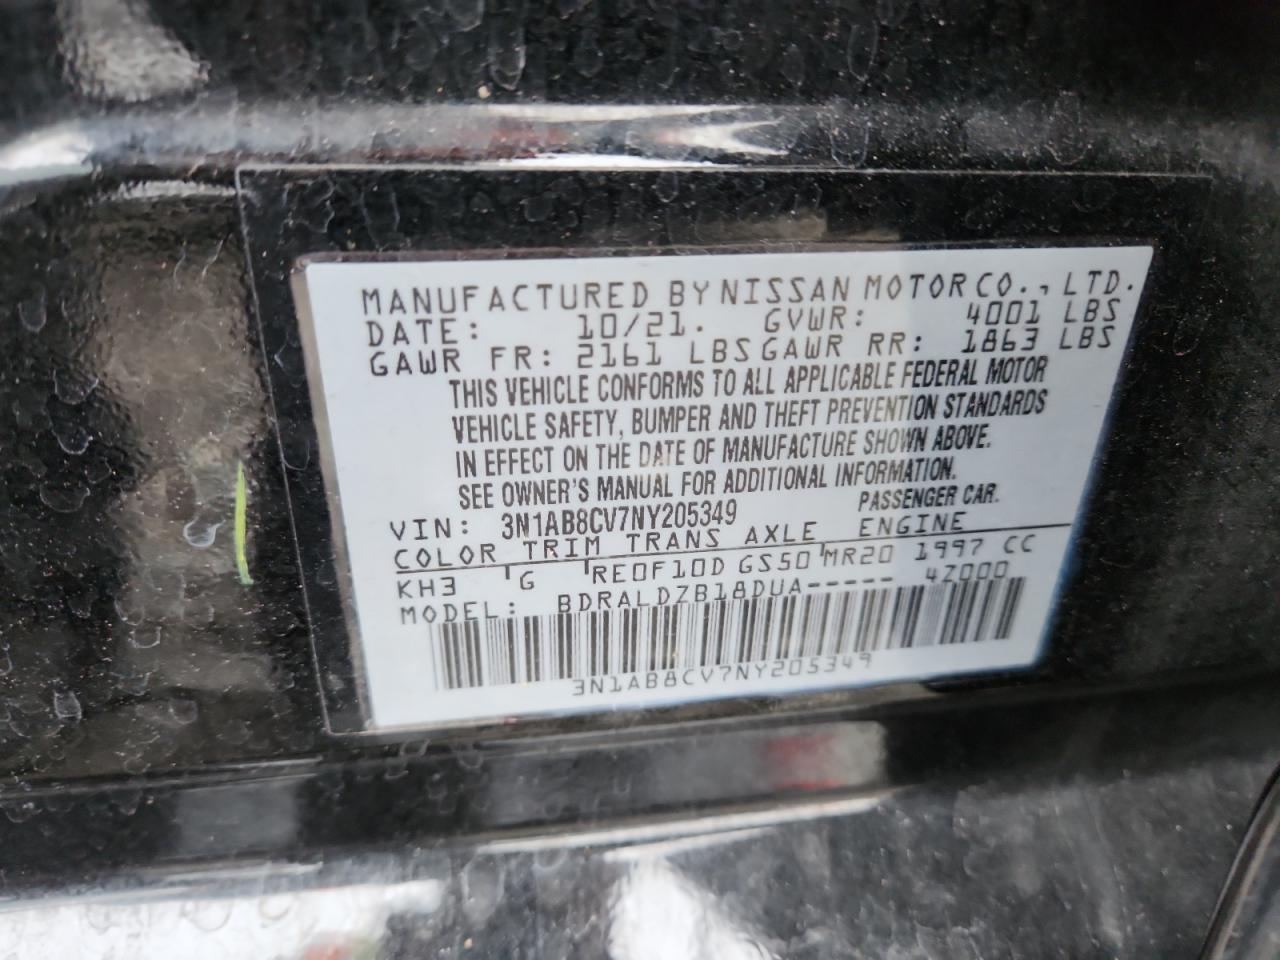 MANUFACTURED BY NISSAN MOTOR CO., LTD.
DATE: 10/21. GVWR: 4001 LBS
GAWR FR: 2161 LBS GAWR RR: 1863 LBS
THIS VEHICLE CONFORMS TO ALL APPLICABLE FEDERAL MOTOR
VEHICLE SAFETY, BUMPER AND THEFT PREVENTION STANDARDS
IN EFFECT ON THE DATE OF MANUFACTURE SHOWN ABOVE.
SEE OWNER'S MANUAL FOR ADDITIONAL INFORMATION.
VIN: 3N1AB8CV7NY205349 PASSENGER CAR.
COLOR TRIM TRANS AXLE ENGINE
KH3 G RE0F10D GS50 MR20 1997 CC
MODEL: BDRALDZB18DUA----- 4Z000
3N1AB8CV7NY205349